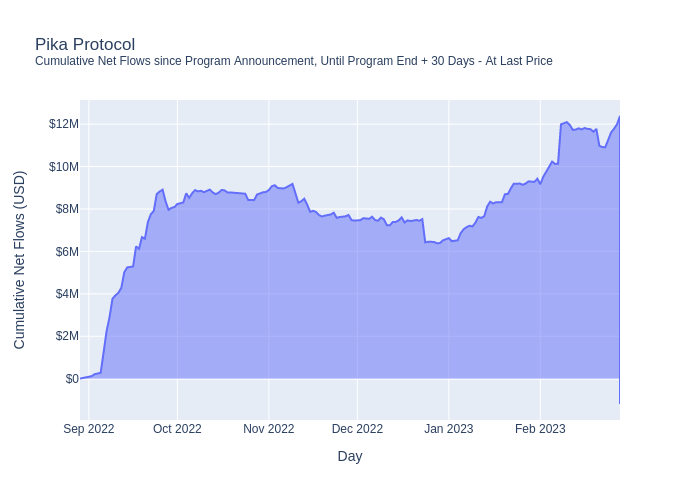 Pika Protocol
Cumulative Net Flows since Program Announcement, Until Program End + 30 Days - At Last Price
Cumulative Net Flows (USD)
$12M
$10M
$8M
$6M
$4M
$2M
$0
Sep 2022
Oct 2022
Nov 2022
Dec 2022
Jan 2023
Feb 2023
Day